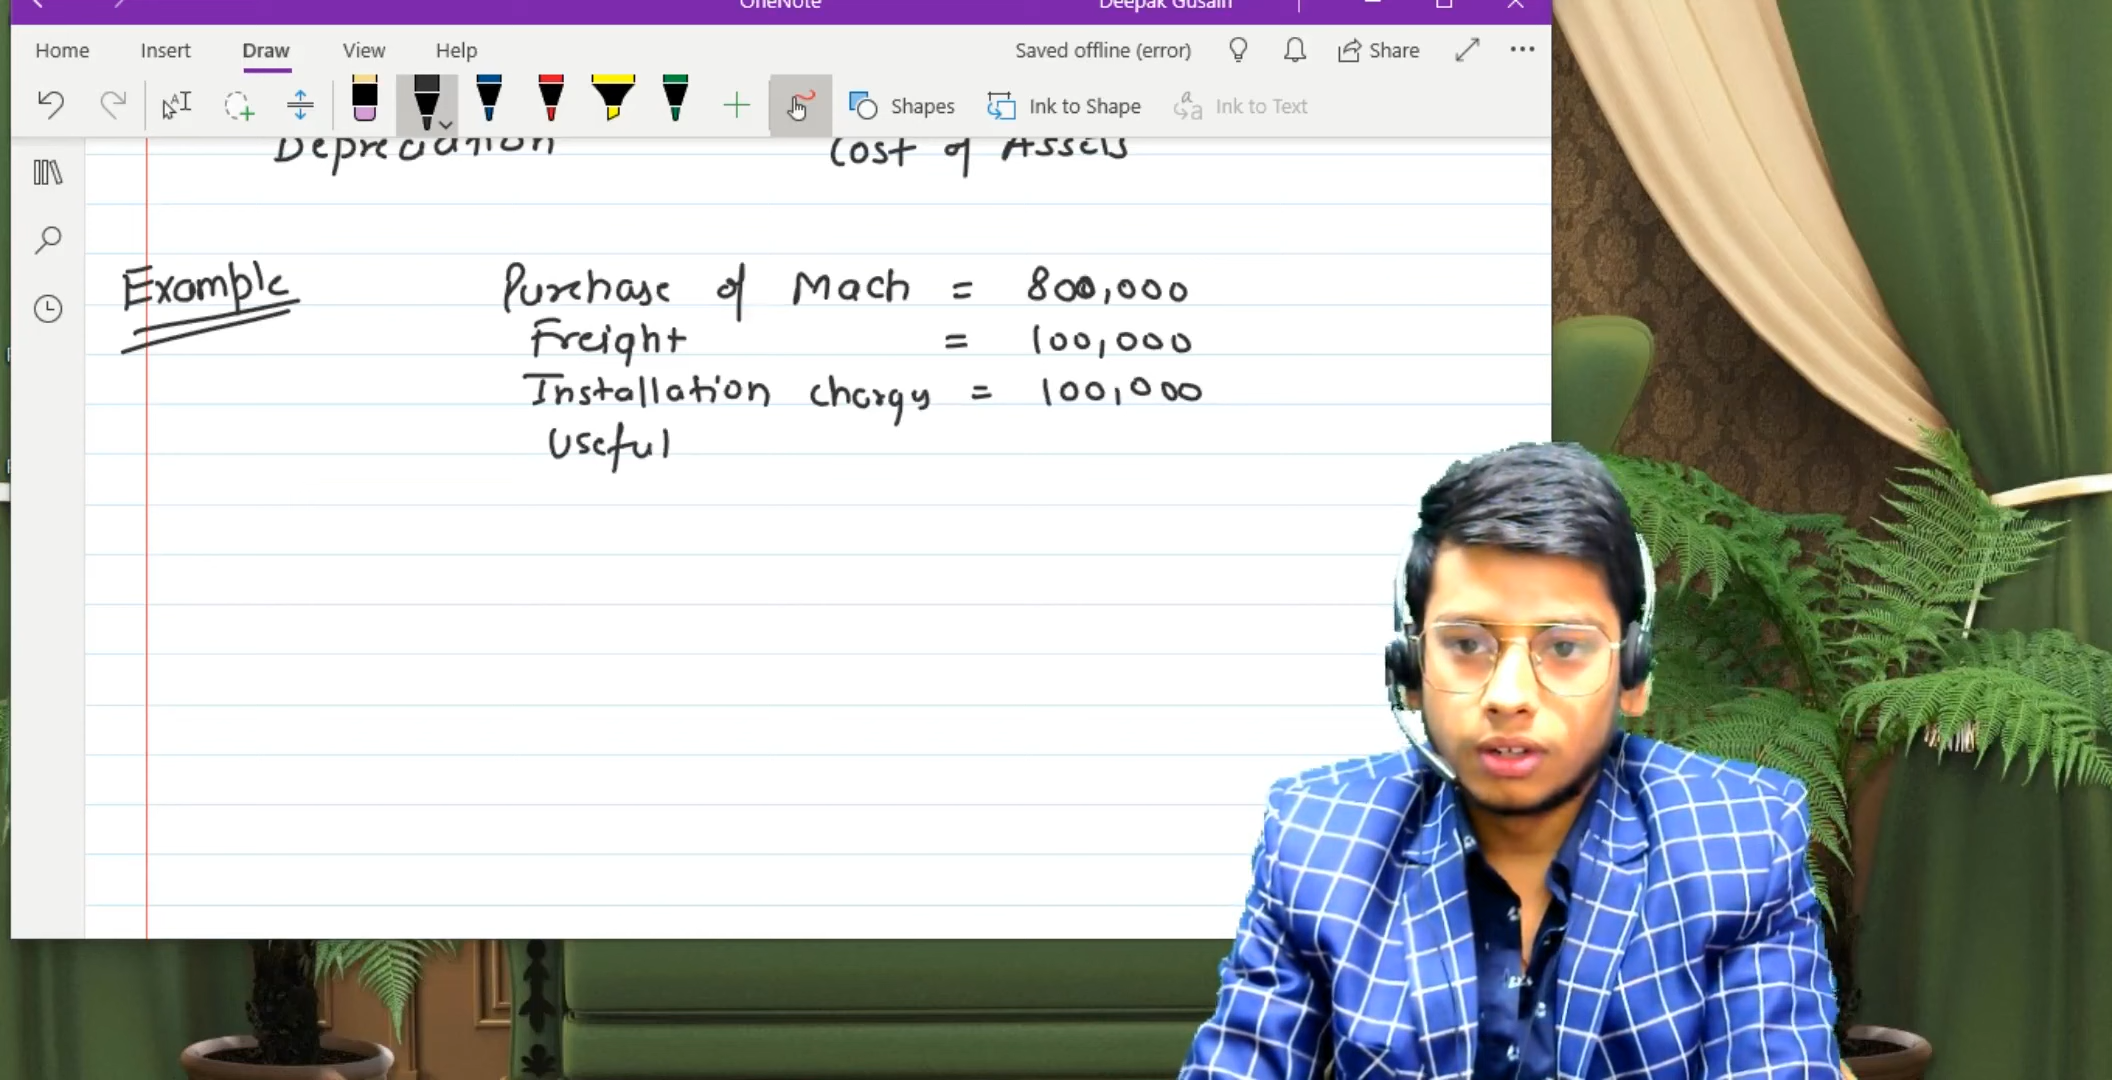 OneNote Deepak Gusain
Home Insert Draw View Help Saved offline (error) Share
Shapes Ink to Shape Ink to Text
Depreciation Cost of Assets
Example Purchase of Mach = 800,000
Freight = 100,000
Installation chargy = 100,000
Useful